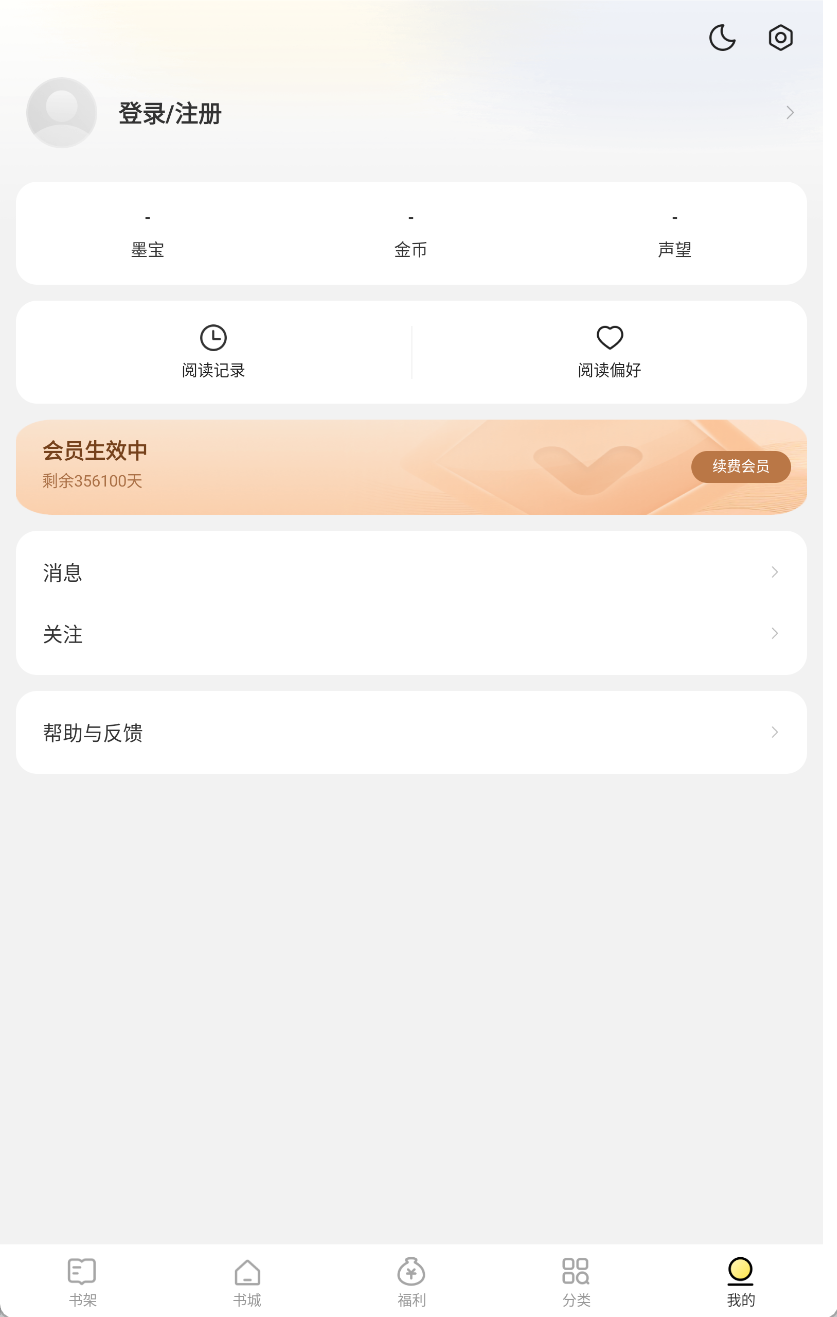 登录/注册
- - -
墨宝 金币 声望
阅读记录 阅读偏好
会员生效中
剩余356100天
续费会员
消息
关注
帮助与反馈
书架 书城 福利 分类 我的